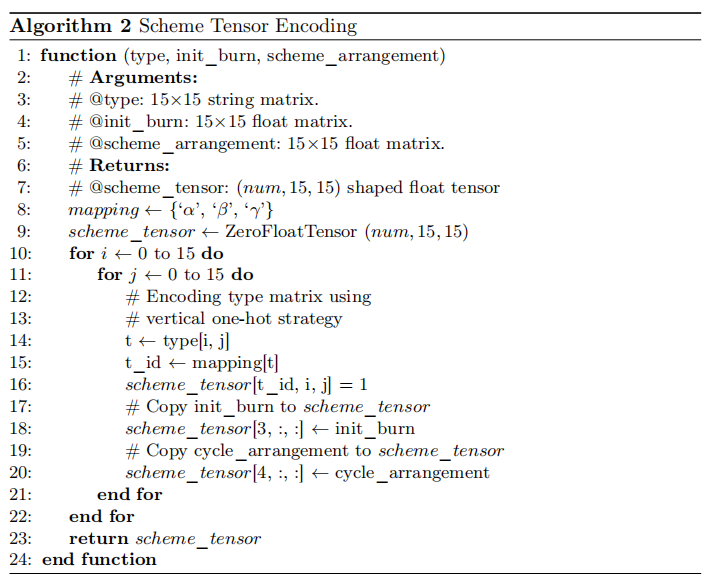 Algorithm 2 Scheme Tensor Encoding
1: function (type, init_burn, scheme_arrangement)
2: # Arguments:
3: # @type: 15×15 string matrix.
4: # @init_burn: 15×15 float matrix.
5: # @scheme_arrangement: 15×15 float matrix.
6: # Returns:
7: # @scheme_tensor: (num, 15, 15) shaped float tensor
8: mapping ← {‘α’, ‘β’, ‘γ’}
9: scheme_tensor ← ZeroFloatTensor (num, 15, 15)
10: for i ← 0 to 15 do
11: for j ← 0 to 15 do
12: # Encoding type matrix using
13: # vertical one-hot strategy
14: t ← type[i, j]
15: t_id ← mapping[t]
16: scheme_tensor[t_id, i, j] = 1
17: # Copy init_burn to scheme_tensor
18: scheme_tensor[3, :, :] ← init_burn
19: # Copy cycle_arrangement to scheme_tensor
20: scheme_tensor[4, :, :] ← cycle_arrangement
21: end for
22: end for
23: return scheme_tensor
24: end function